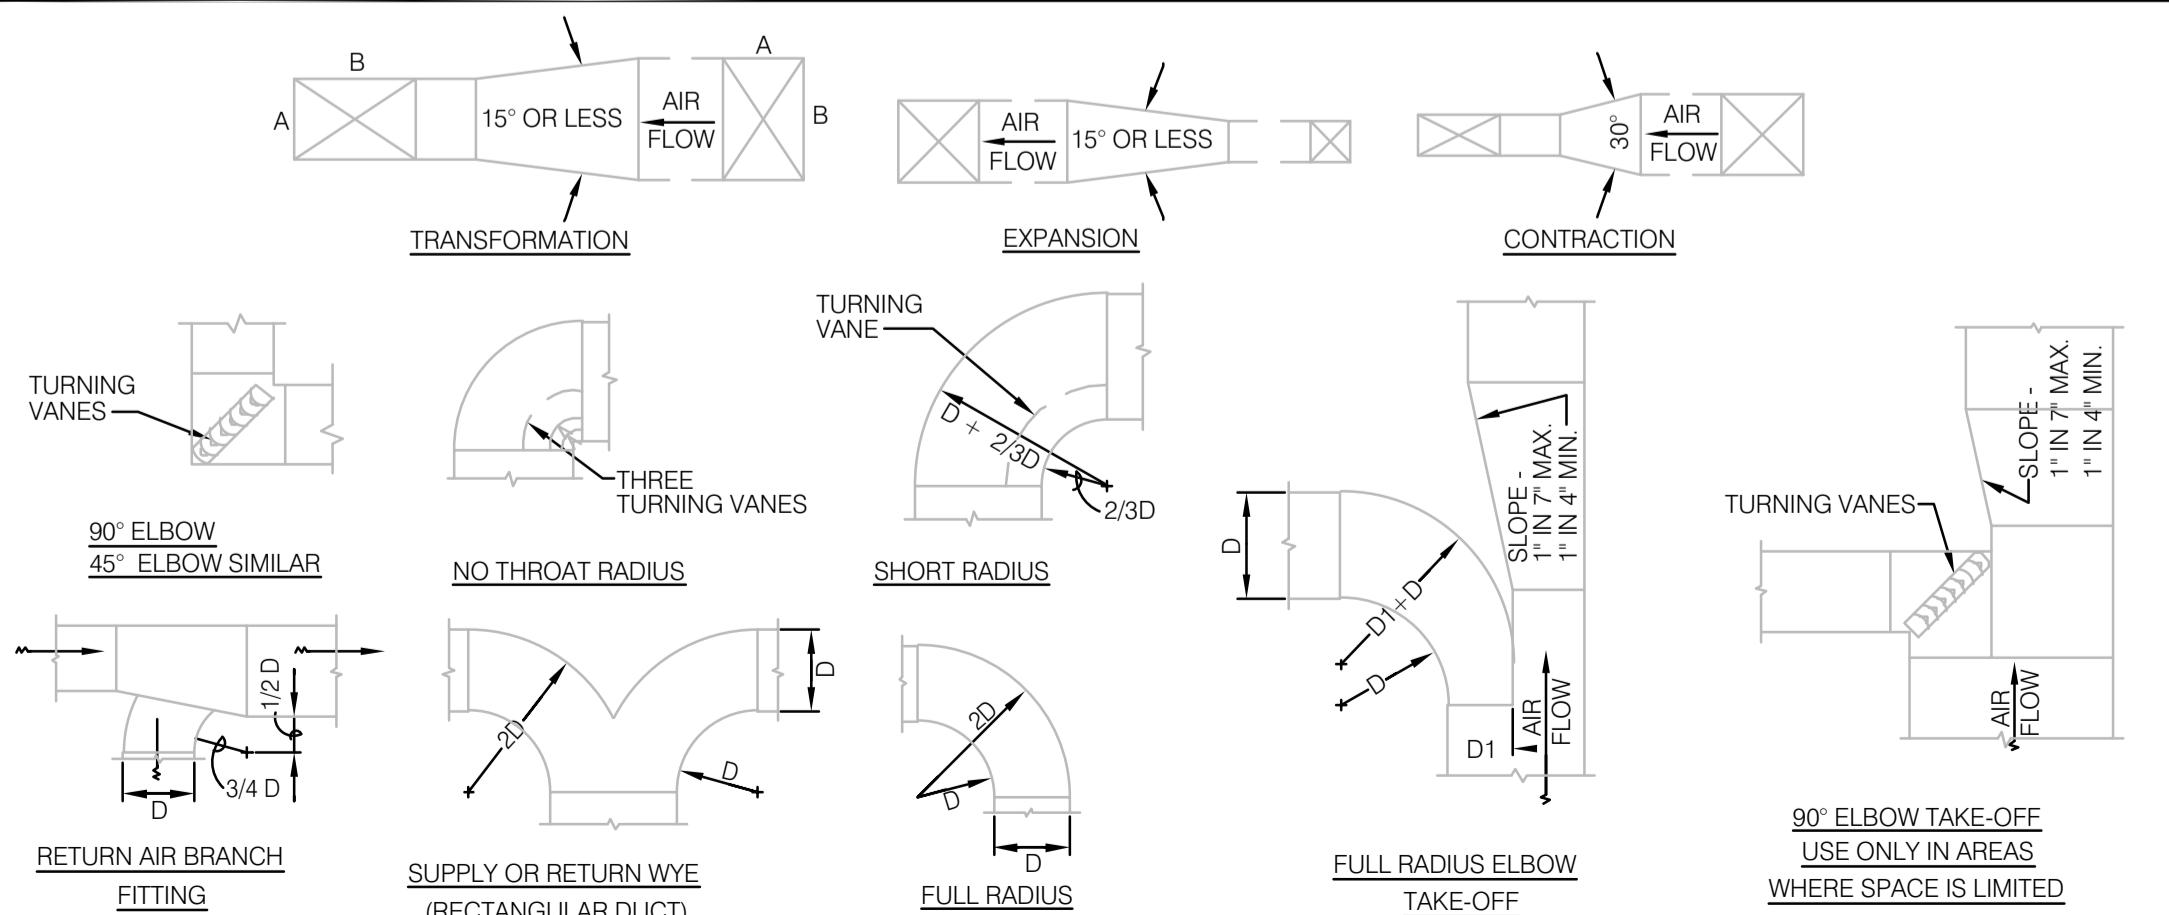 B
A
15° OR LESS
AIR
FLOW
A
B
TRANSFORMATION
AIR
FLOW
15° OR LESS
EXPANSION
30°
AIR
FLOW
CONTRACTION
TURNING
VANES
90° ELBOW
45° ELBOW SIMILAR
THREE
TURNING VANES
NO THROAT RADIUS
TURNING
VANE
D + 2/3D
2/3D
SHORT RADIUS
D
D1+D
D
SLOPE -
1" IN 7" MAX.
1" IN 4" MIN.
D1
AIR
FLOW
FULL RADIUS ELBOW
TAKE-OFF
SLOPE -
1" IN 7" MAX.
1" IN 4" MIN.
TURNING VANES
AIR
FLOW
90° ELBOW TAKE-OFF
USE ONLY IN AREAS
WHERE SPACE IS LIMITED
1/2 D
3/4 D
D
RETURN AIR BRANCH
FITTING
2D
D
D
SUPPLY OR RETURN WYE
(RECTANGULAR DUCT)
2D
D
D
FULL RADIUS